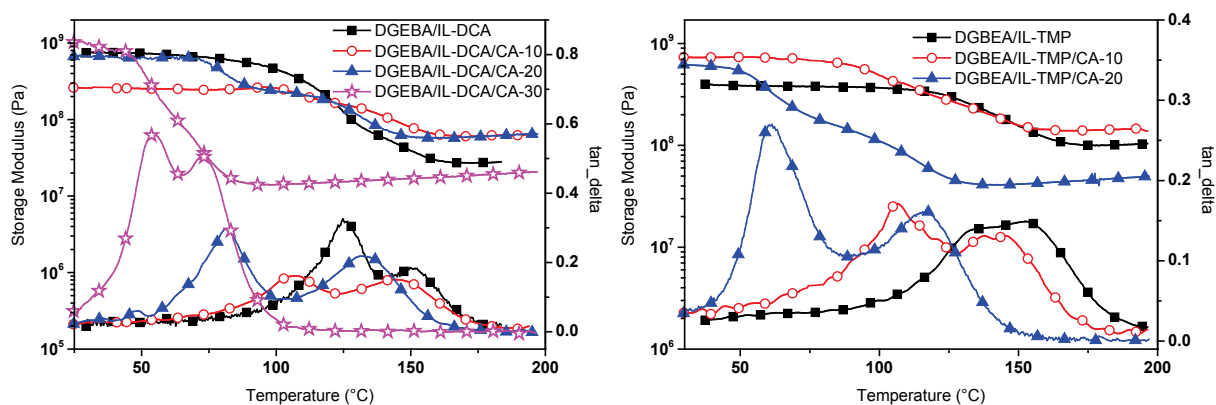 DGEBA/IL-DCA
DGEBA/IL-DCA/CA-10
DGEBA/IL-DCA/CA-20
DGEBA/IL-DCA/CA-30
Storage Modulus (Pa)
10⁹
10⁸
10⁷
10⁶
10⁵
0.8
0.6
0.4
0.2
0.0
tan_delta
50 100 150 200
Temperature (°C)
DGBEA/IL-TMP
DGBEA/IL-TMP/CA-10
DGBEA/IL-TMP/CA-20
Storage Modulus (Pa)
10⁹
10⁸
10⁷
10⁶
0.4
0.3
0.2
0.1
0.0
tan_delta
50 100 150 200
Temperature (°C)